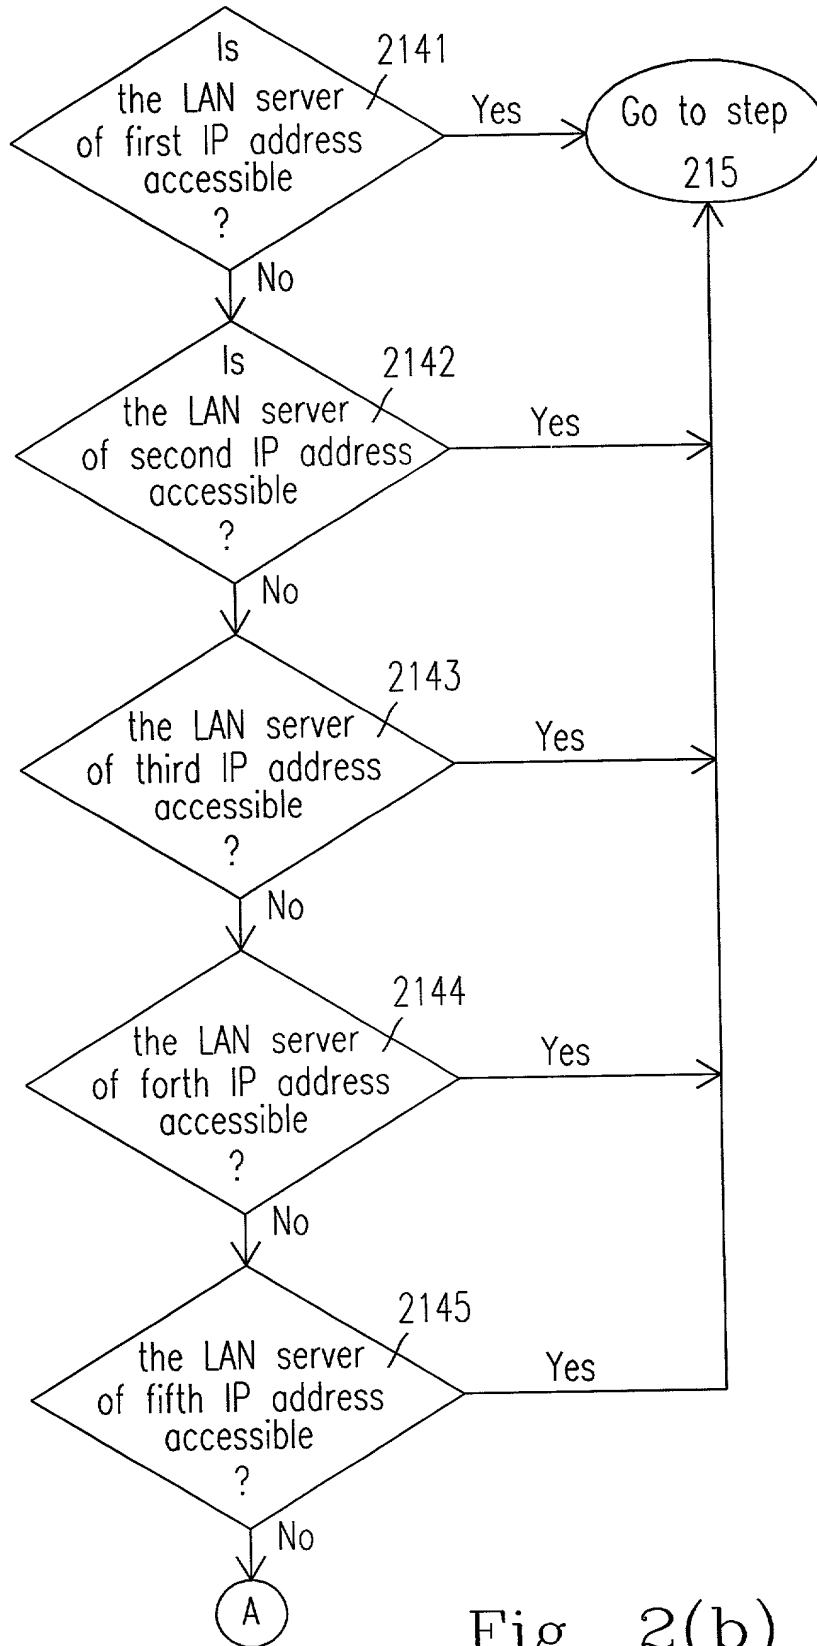 Is
the LAN server
of first IP address
accessible
?
2141
Yes
Go to step
215
No
Is
the LAN server
of second IP address
accessible
?
2142
Yes
No
the LAN server
of third IP address
accessible
?
2143
Yes
No
the LAN server
of forth IP address
accessible
?
2144
Yes
No
the LAN server
of fifth IP address
accessible
?
2145
Yes
No
A
Fig. 2(b)